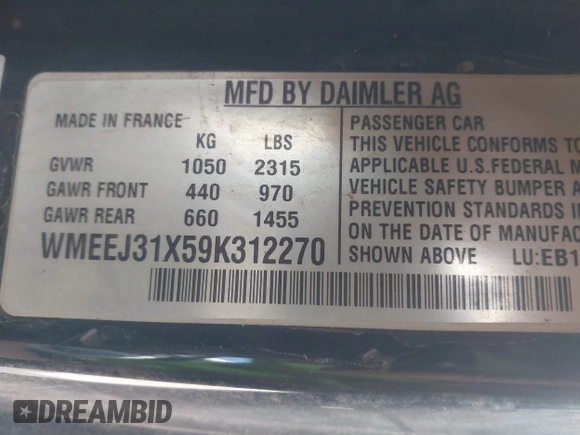 MFD BY DAIMLER AG
MADE IN FRANCE
KG LBS
GVWR 1050 2315
GAWR FRONT 440 970
GAWR REAR 660 1455
WMEEJ31X59K312270
PASSENGER CAR
THIS VEHICLE CONFORMS TO
APPLICABLE U.S.FEDERAL M
VEHICLE SAFETY BUMPER A
PREVENTION STANDAR
ON THE DATE OF MANUFAC
SHOWN ABOVE LU:EB1
DREAMBID